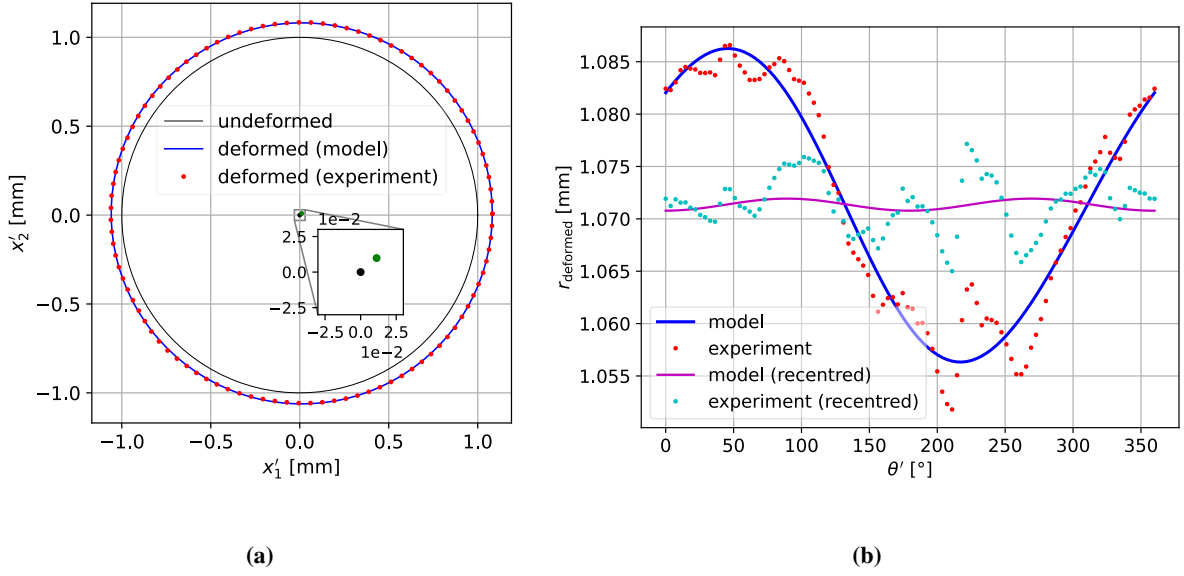 1.0
0.5
0.0
−0.5
−1.0
x′₂ [mm]
undeformed
deformed (model)
deformed (experiment)
1e−2
2.5
0.0
−2.5
−2.5 0.0 2.5
1e−2
−1.0 −0.5 0.0 0.5 1.0
x′₁ [mm]
(a)
1.085
1.080
1.075
1.070
1.065
1.060
1.055
r_deformed [mm]
model
experiment
model (recentred)
experiment (recentred)
0 50 100 150 200 250 300 350
θ′ [°]
(b)